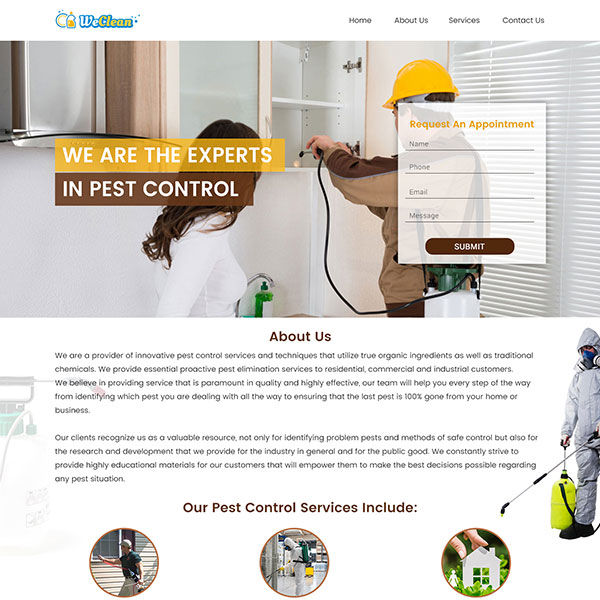 WeClean
Home About Us Services Contact Us
WE ARE THE EXPERTS
IN PEST CONTROL
Request An Appointment
Name
Phone
Email
Message
SUBMIT
About Us
We are a provider of innovative pest control services and techniques that utilize true organic ingredients as well as traditional
chemicals. We provide essential proactive pest elimination services to residential, commercial and industrial customers.
We believe in providing service that is paramount in quality and highly effective, our team will help you every step of the way
from identifying which pest you are dealing with all the way to ensuring that the last pest is 100% gone from your home or
business.
Our clients recognize us as a valuable resource, not only for identifying problem pests and methods of safe control but also for
the research and development that we provide for the industry in general and for the public good. We constantly strive to
provide highly educational materials for our customers that will empower them to make the best decisions possible regarding
any pest situation.
Our Pest Control Services Include: